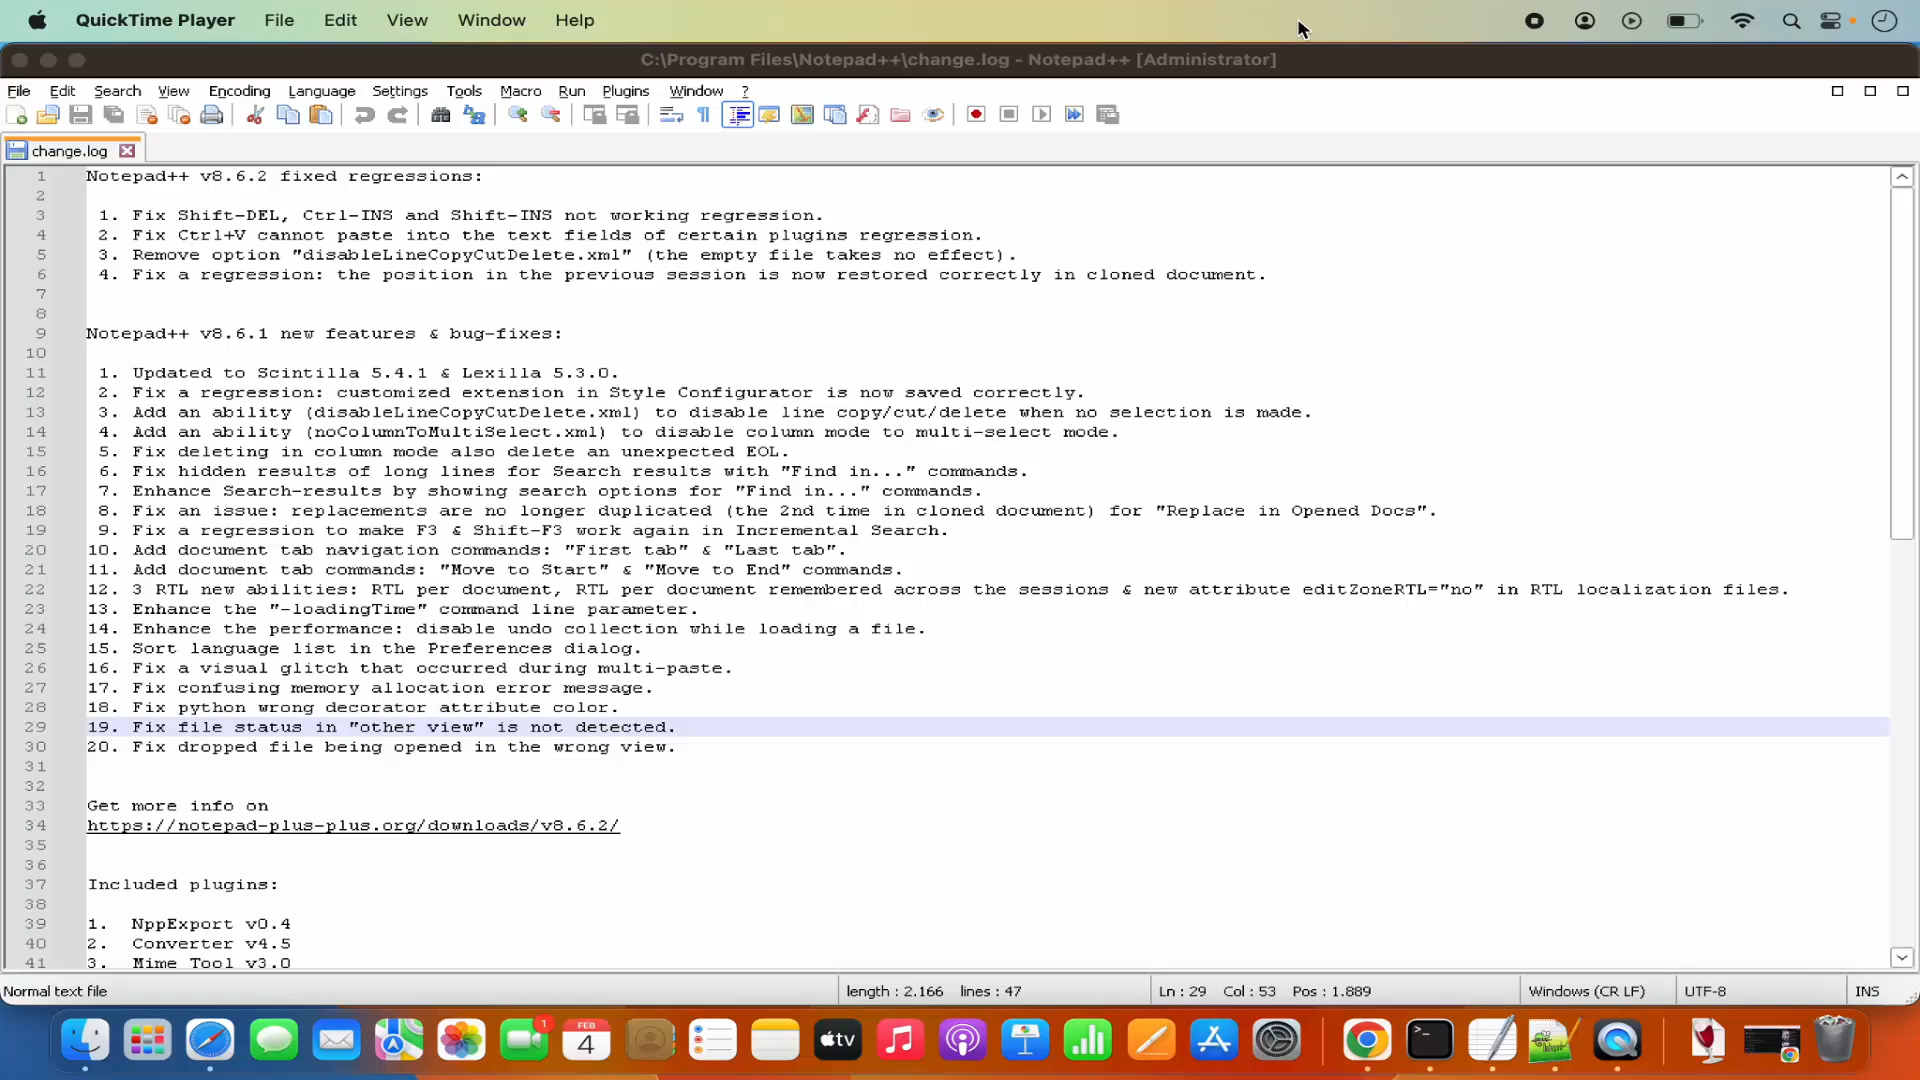 QuickTime Player File Edit View Window Help
C:\Program Files\Notepad++\change.log - Notepad++ [Administrator]
File Edit Search View Encoding Language Settings Tools Macro Run Plugins Window ?
change.log
1 Notepad++ v8.6.2 fixed regressions:
2
3 1. Fix Shift-DEL, Ctrl-INS and Shift-INS not working regression.
4 2. Fix Ctrl+V cannot paste into the text fields of certain plugins regression.
5 3. Remove option "disableLineCopyCutDelete.xml" (the empty file takes no effect).
6 4. Fix a regression: the position in the previous session is now restored correctly in cloned document.
7
8
9 Notepad++ v8.6.1 new features & bug-fixes:
10
11 1. Updated to Scintilla 5.4.1 & Lexilla 5.3.0.
12 2. Fix a regression: customized extension in Style Configurator is now saved correctly.
13 3. Add an ability (disableLineCopyCutDelete.xml) to disable line copy/cut/delete when no selection is made.
14 4. Add an ability (noColumnToMultiSelect.xml) to disable column mode to multi-select mode.
15 5. Fix deleting in column mode also delete an unexpected EOL.
16 6. Fix hidden results of long lines for Search results with "Find in..." commands.
17 7. Enhance Search-results by showing search options for "Find in..." commands.
18 8. Fix an issue: replacements are no longer duplicated (the 2nd time in cloned document) for "Replace in Opened Docs".
19 9. Fix a regression to make F3 & Shift-F3 work again in Incremental Search.
20 10. Add document tab navigation commands: "First tab" & "Last tab".
21 11. Add document tab commands: "Move to Start" & "Move to End" commands.
22 12. 3 RTL new abilities: RTL per document, RTL per document remembered across the sessions & new attribute editZoneRTL="no" in RTL localization files.
23 13. Enhance the "-loadingTime" command line parameter.
24 14. Enhance the performance: disable undo collection while loading a file.
25 15. Sort language list in the Preferences dialog.
26 16. Fix a visual glitch that occurred during multi-paste.
27 17. Fix confusing memory allocation error message.
28 18. Fix python wrong decorator attribute color.
29 19. Fix file status in "other view" is not detected.
30 20. Fix dropped file being opened in the wrong view.
31
32
33 Get more info on
34 https://notepad-plus-plus.org/downloads/v8.6.2/
35
36
37 Included plugins:
38
39 1. NppExport v0.4
40 2. Converter v4.5
41 3. Mime Tool v3.0
Normal text file length : 2.166 lines : 47 Ln : 29 Col : 53 Pos : 1.889 Windows (CR LF) UTF-8 INS
1
FEB
4
tv